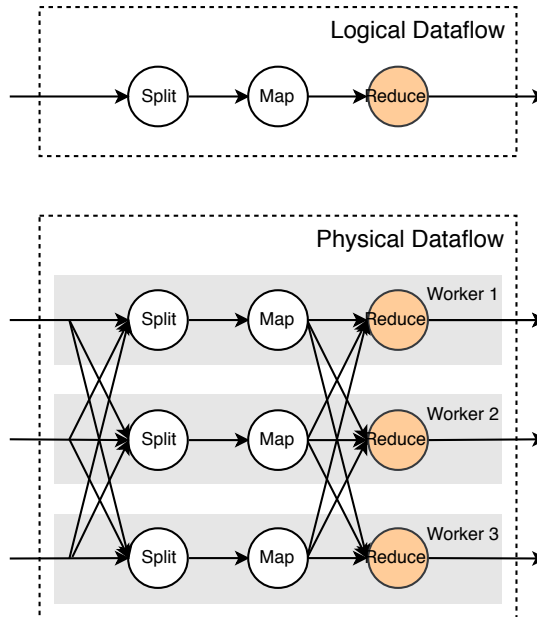 Logical Dataflow
Split Map Reduce
Physical Dataflow
Worker 1
Split Map Reduce
Worker 2
Split Map Reduce
Worker 3
Split Map Reduce